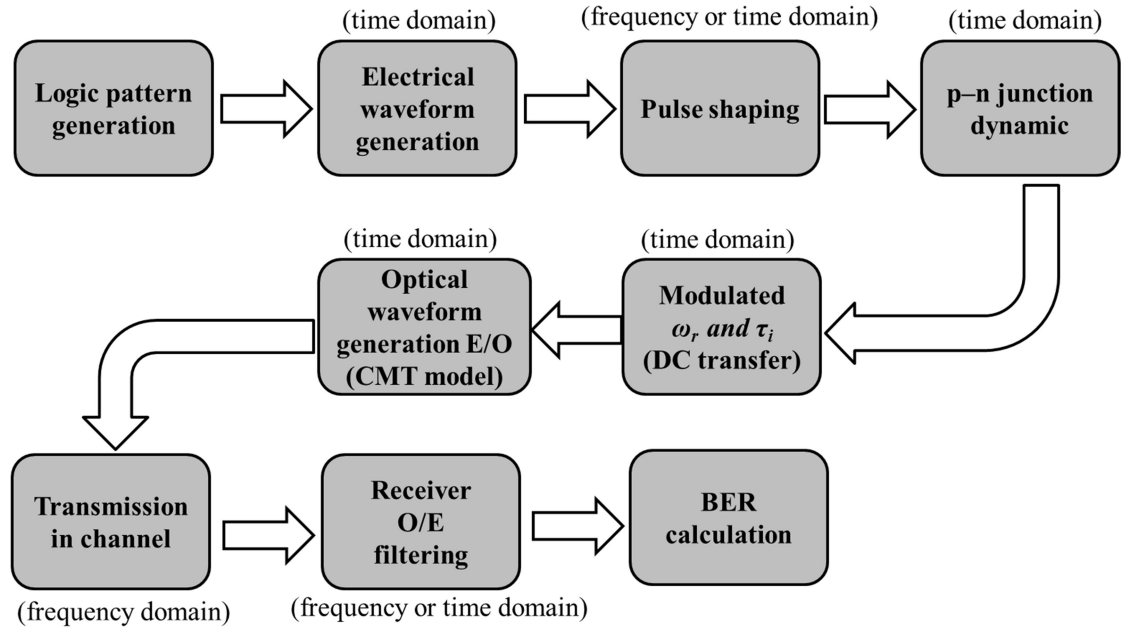 Logic pattern
generation
(time domain)
Electrical
waveform
generation
(frequency or time domain)
Pulse shaping
(time domain)
p–n junction
dynamic
(time domain)
Modulated
ωr and τi
(DC transfer)
(time domain)
Optical
waveform
generation E/O
(CMT model)
Transmission
in channel
(frequency domain)
Receiver
O/E
filtering
(frequency or time domain)
BER
calculation